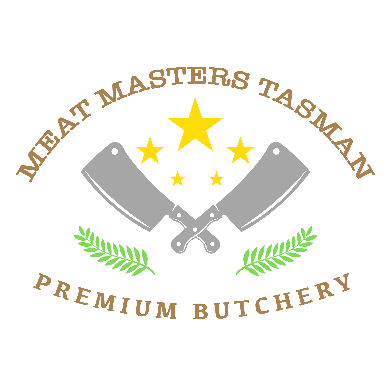 MEAT MASTERS TASMAN
PREMIUM BUTCHERY